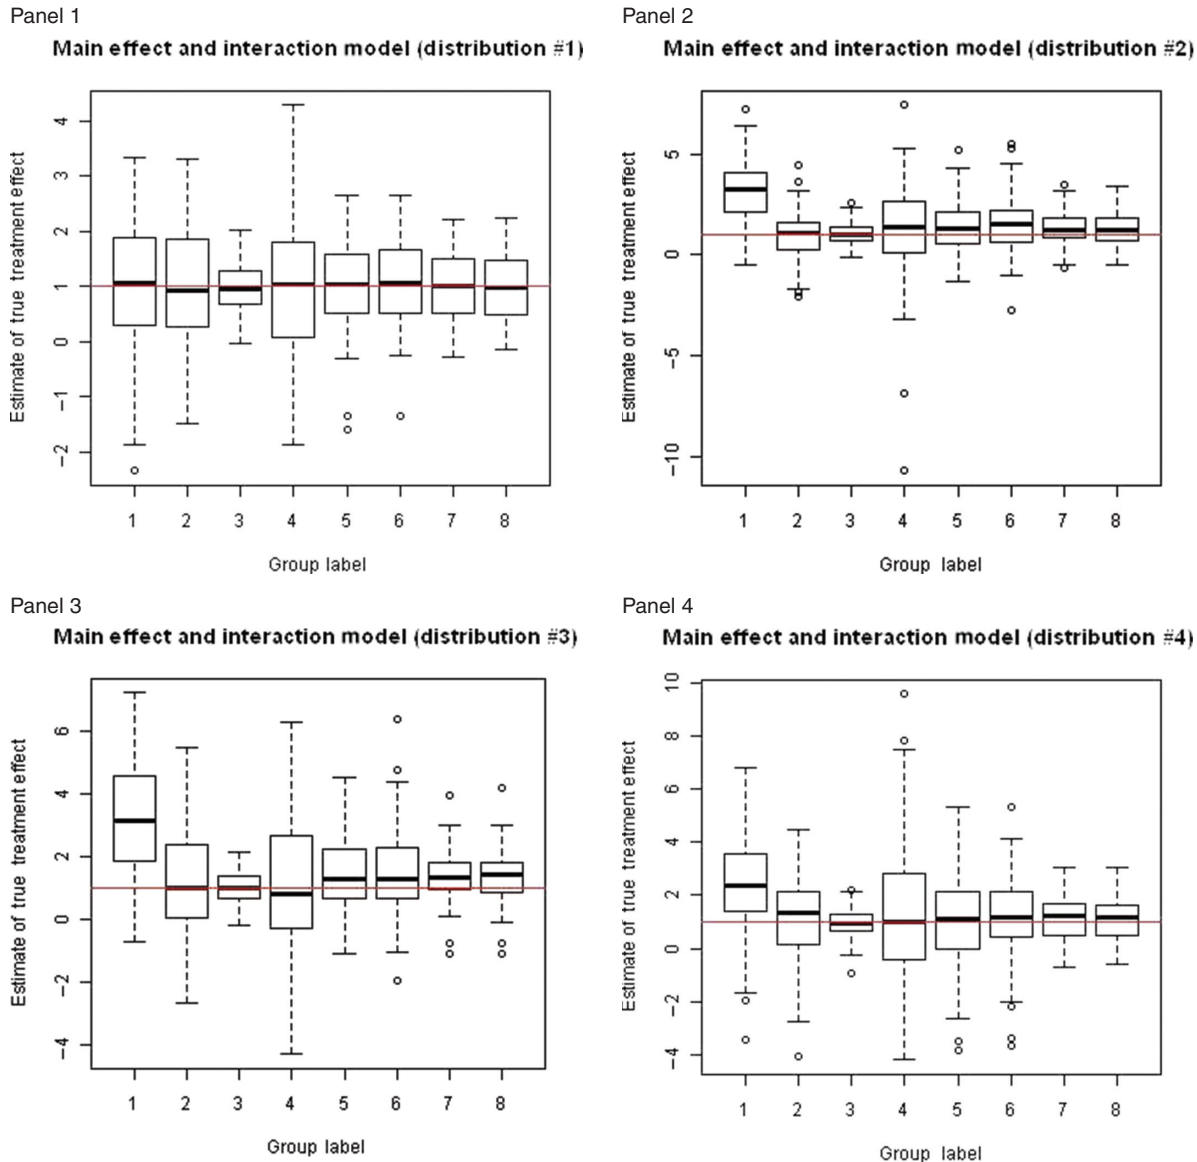 Panel 1
Main effect and interaction model (distribution #1)
Estimate of true treatment effect
4
3
2
1
0
−1
−2
1 2 3 4 5 6 7 8
Group label
Panel 2
Main effect and interaction model (distribution #2)
Estimate of true treatment effect
5
0
−5
−10
1 2 3 4 5 6 7 8
Group label
Panel 3
Main effect and interaction model (distribution #3)
Estimate of true treatment effect
6
4
2
0
−2
−4
1 2 3 4 5 6 7 8
Group label
Panel 4
Main effect and interaction model (distribution #4)
Estimate of true treatment effect
10
8
6
4
2
0
−2
−4
1 2 3 4 5 6 7 8
Group label